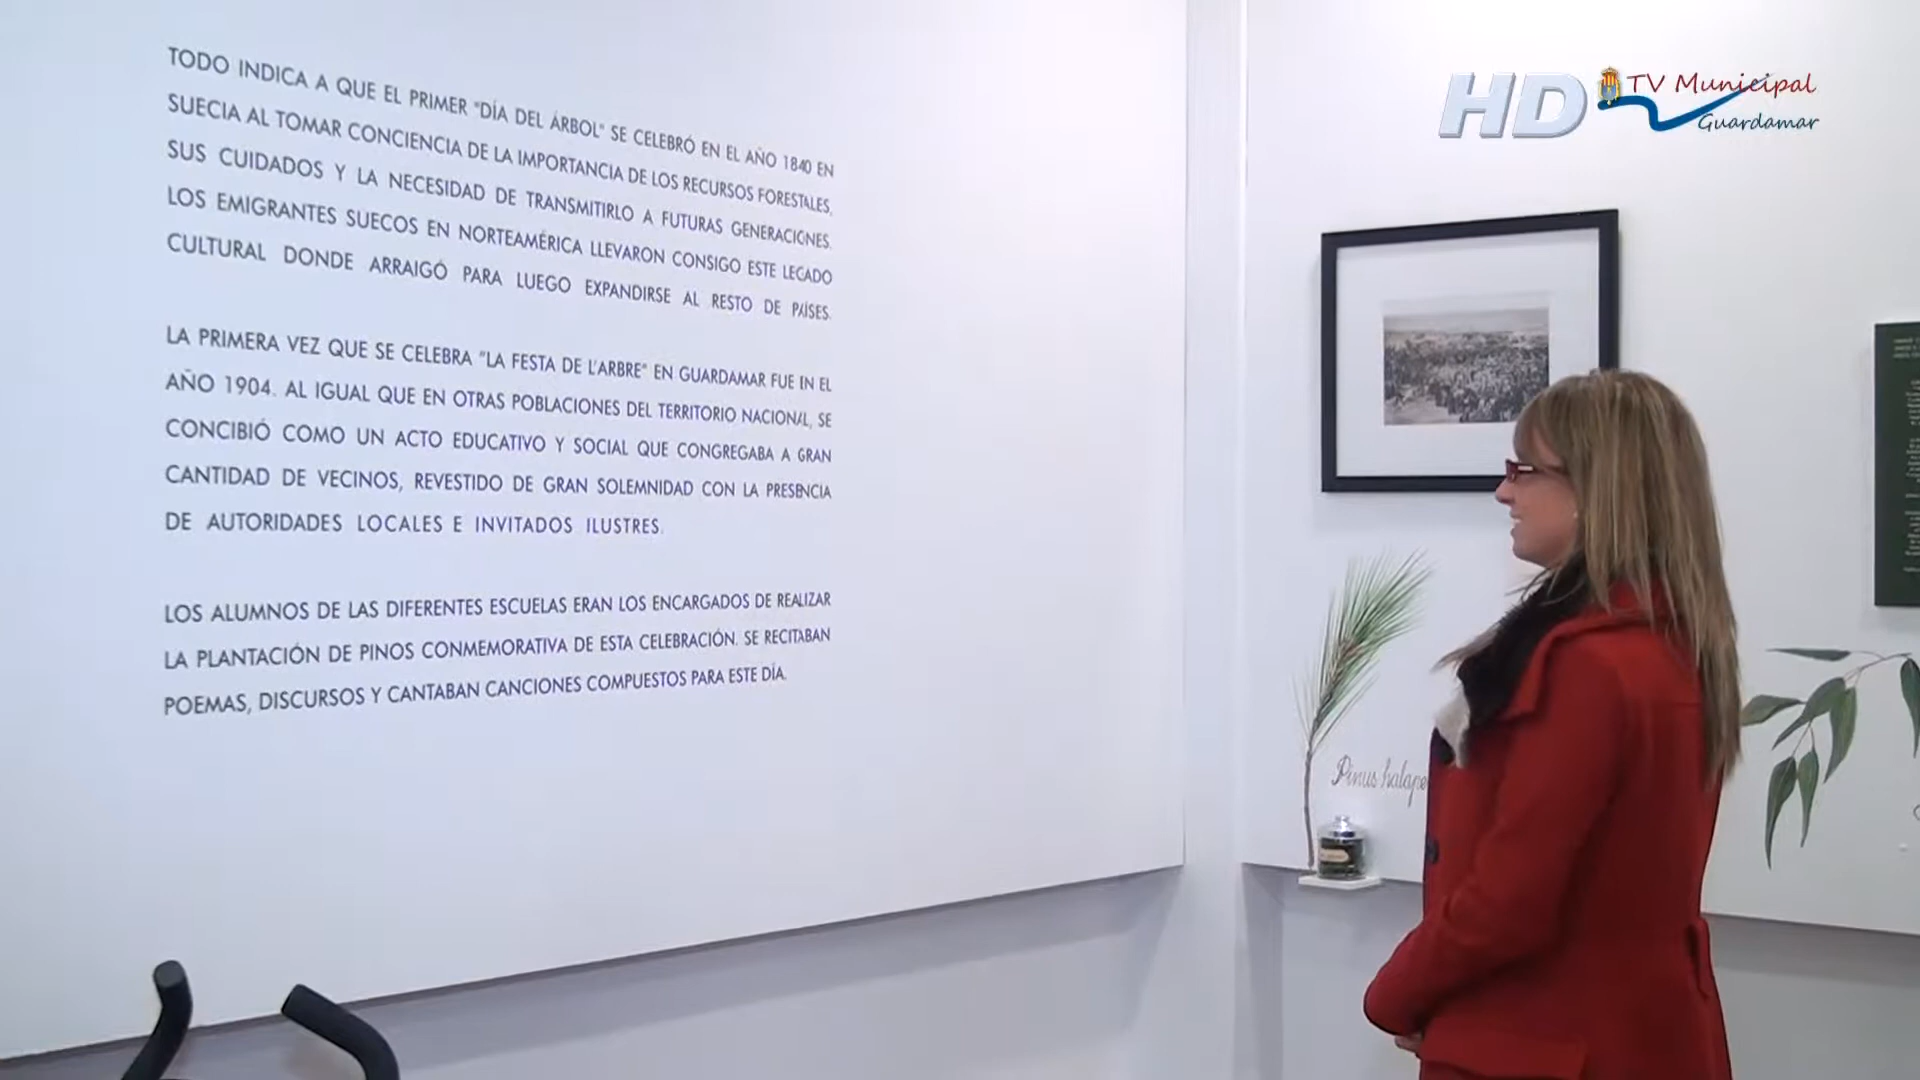 TODO INDICA A QUE EL PRIMER "DÍA DEL ÁRBOL" SE CELEBRÓ EN EL AÑO 1840 EN
SUECIA AL TOMAR CONCIENCIA DE LA IMPORTANCIA DE LOS RECURSOS FORESTALES,
SUS CUIDADOS Y LA NECESIDAD DE TRANSMITIRLO A FUTURAS GENERACIONES.
LOS EMIGRANTES SUECOS EN NORTEAMÉRICA LLEVARON CONSIGO ESTE LEGADO
CULTURAL DONDE ARRAIGÓ PARA LUEGO EXPANDIRSE AL RESTO DE PAÍSES.
LA PRIMERA VEZ QUE SE CELEBRA "LA FESTA DE L'ARBRE" EN GUARDAMAR FUE EN EL
AÑO 1904. AL IGUAL QUE EN OTRAS POBLACIONES DEL TERRITORIO NACIONAL, SE
CONCIBIÓ COMO UN ACTO EDUCATIVO Y SOCIAL QUE CONGREGABA A GRAN
CANTIDAD DE VECINOS, REVESTIDO DE GRAN SOLEMNIDAD CON LA PRESENCIA
DE AUTORIDADES LOCALES E INVITADOS ILUSTRES.
LOS ALUMNOS DE LAS DIFERENTES ESCUELAS ERAN LOS ENCARGADOS DE REALIZAR
LA PLANTACIÓN DE PINOS CONMEMORATIVA DE ESTA CELEBRACIÓN. SE RECITABAN
POEMAS, DISCURSOS Y CANTABAN CANCIONES COMPUESTOS PARA ESTE DÍA.
HD TV Municipal
Guardamar
Pinus halape